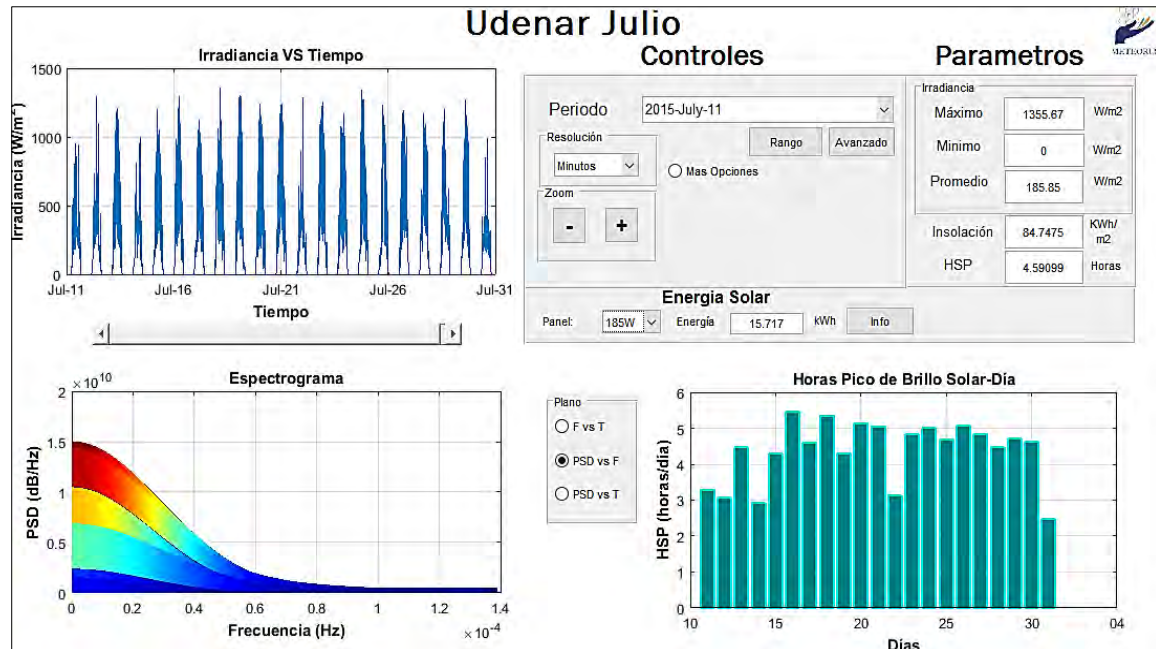 Udenar Julio
METEORUM
Irradiancia VS Tiempo
Irradiancia (W/m²)
1500
1000
500
0
Jul-11
Jul-16
Jul-21
Jul-26
Jul-31
Tiempo
Controles
Periodo
2015-July-11
Resolución
Minutos
Rango
Avanzado
Mas Opciones
Zoom
-
+
Parametros
Irradiancia
Máximo
1355.67
W/m2
Minimo
0
W/m2
Promedio
185.85
W/m2
Insolación
84.7475
KWh/
m2
HSP
4.59099
Horas
Energia Solar
Panel:
185W
Energía
15.717
kWh
Info
Espectrograma
× 10¹⁰
PSD (dB/Hz)
2
1.5
1
0.5
0
0
0.2
0.4
0.6
0.8
1
1.2
1.4
Frecuencia (Hz)
× 10⁻⁴
Plano
F vs T
PSD vs F
PSD vs T
Horas Pico de Brillo Solar-Día
HSP (horas/dia)
6
5
4
3
2
1
0
10
15
20
25
30
04
Días